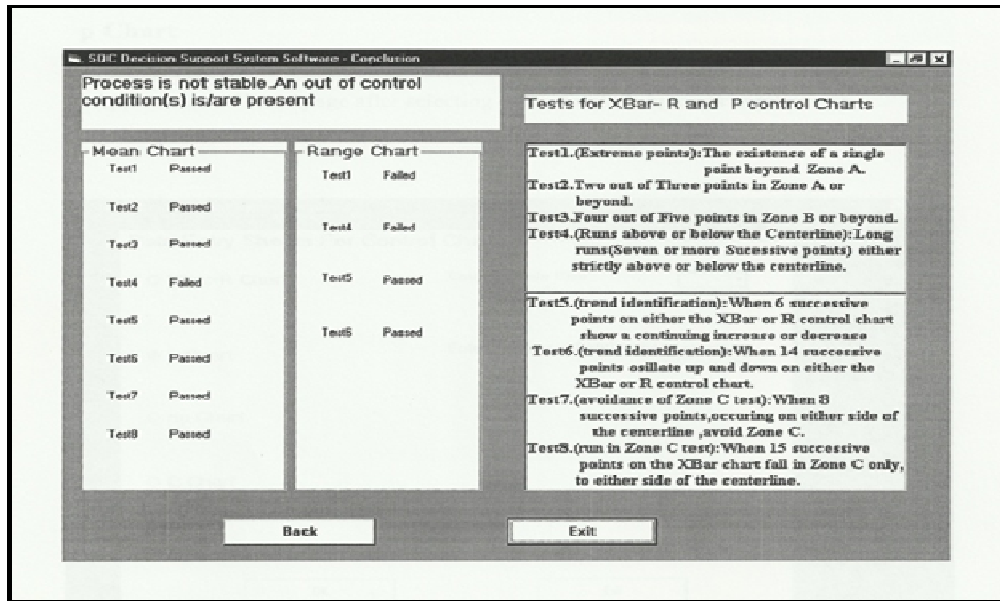 p Chart
SQC Decision Support System Software - Conclusion
Process is not stable.An out of control
condition(s) is/are present
Tests for XBar- R and P control Charts
Mean Chart
Test1 Passed
Test2 Passed
Test3 Passed
Test4 Failed
Test5 Passed
Test6 Passed
Test7 Passed
Test8 Passed
Range Chart
Test1 Failed
Test4 Failed
Test5 Passed
Test6 Passed
Test1.(Extreme points):The existence of a single
point beyond Zone A.
Test2.Two out of Three points in Zone A or
beyond.
Test3.Four out of Five points in Zone B or beyond.
Test4.(Runs above or below the Centerline):Long
runs(Seven or more Sucessive points) either
strictly above or below the centerline.
Test5.(trend identification):When 6 successive
points on either the XBar or R control chart
show a continuing increase or decrease
Test6.(trend identification):When 14 successive
points osillate up and down on either the
XBar or R control chart.
Test7.(avoidance of Zone C test):When 8
successive points,occuring on either side of
the centerline ,avoid Zone C.
Test8.(run in Zone C test):When 15 successive
points on the XBar chart fall in Zone C only,
to either side of the centerline.
Back
Exit